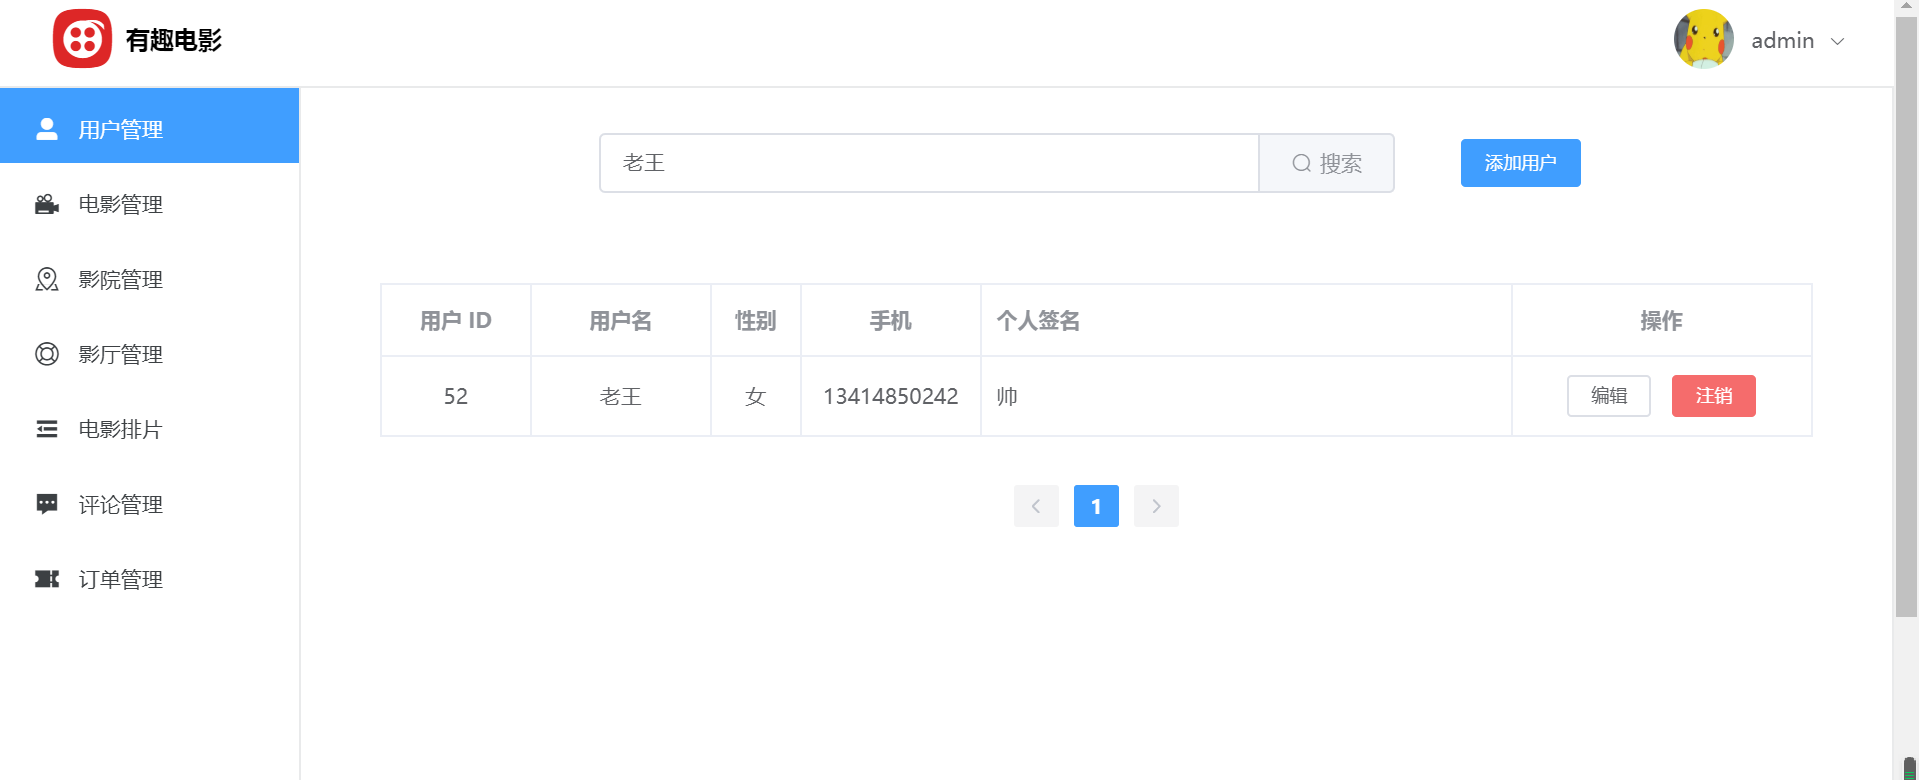 有趣电影
admin
用户管理
电影管理
影院管理
影厅管理
电影排片
评论管理
订单管理
老王
搜索
添加用户
用户 ID 用户名 性别 手机 个人签名 操作
52 老王 女 13414850242 帅 编辑 注销
1